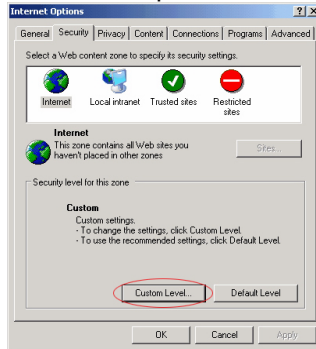 Internet Options
General Security Privacy Content Connections Programs Advanced
Select a Web content zone to specify its security settings.
Internet Local intranet Trusted sites Restricted
sites
Internet
This zone contains all Web sites you
haven't placed in other zones
Sites...
Security level for this zone
Custom
Custom settings.
- To change the settings, click Custom Level.
- To use the recommended settings, click Default Level.
Custom Level... Default Level
OK Cancel Apply